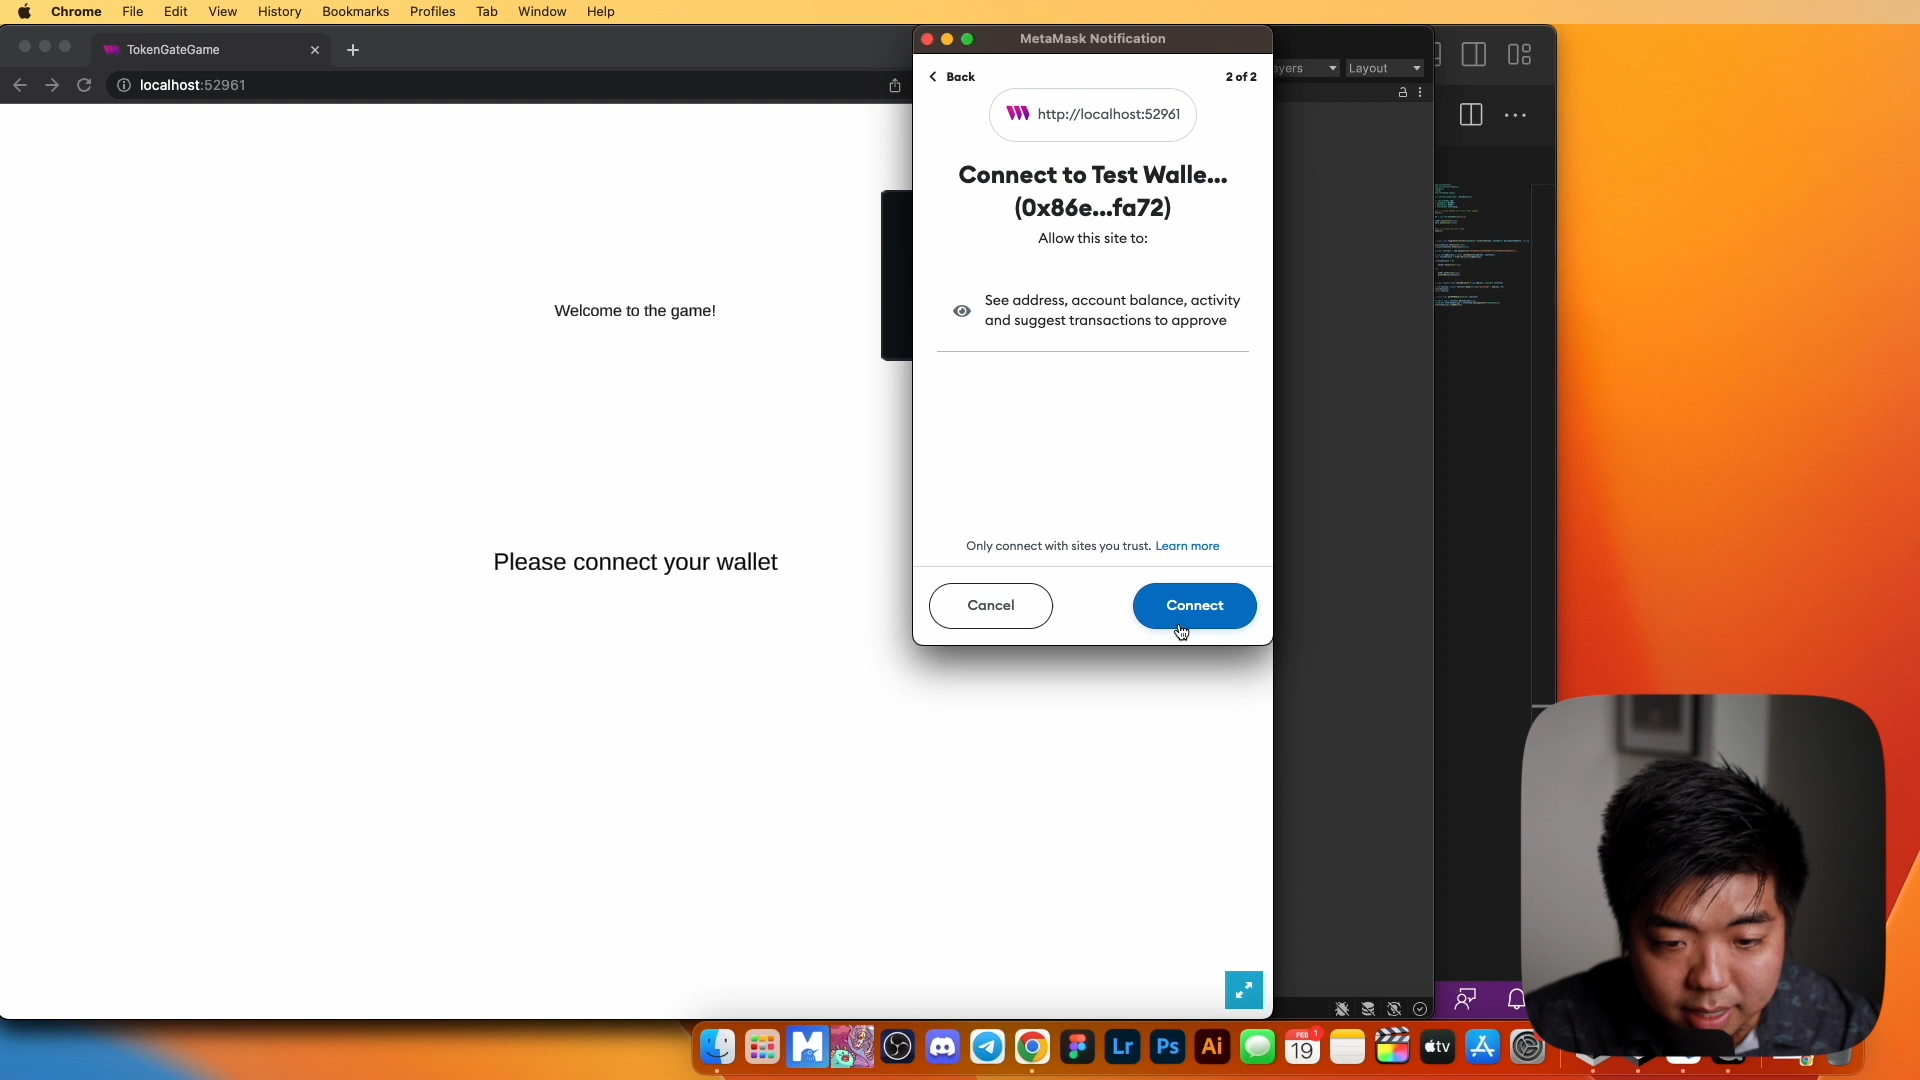 Chrome File Edit View History Bookmarks Profiles Tab Window Help
TokenGateGame
localhost:52961
MetaMask Notification
Back
2 of 2
http://localhost:52961
Connect to Test Walle...
(0x86e...fa72)
Allow this site to:
See address, account balance, activity
and suggest transactions to approve
Only connect with sites you trust. Learn more
Cancel
Connect
Layout
Welcome to the game!
Please connect your wallet
Lr
Ps
Ai
FEB
19
1
tv